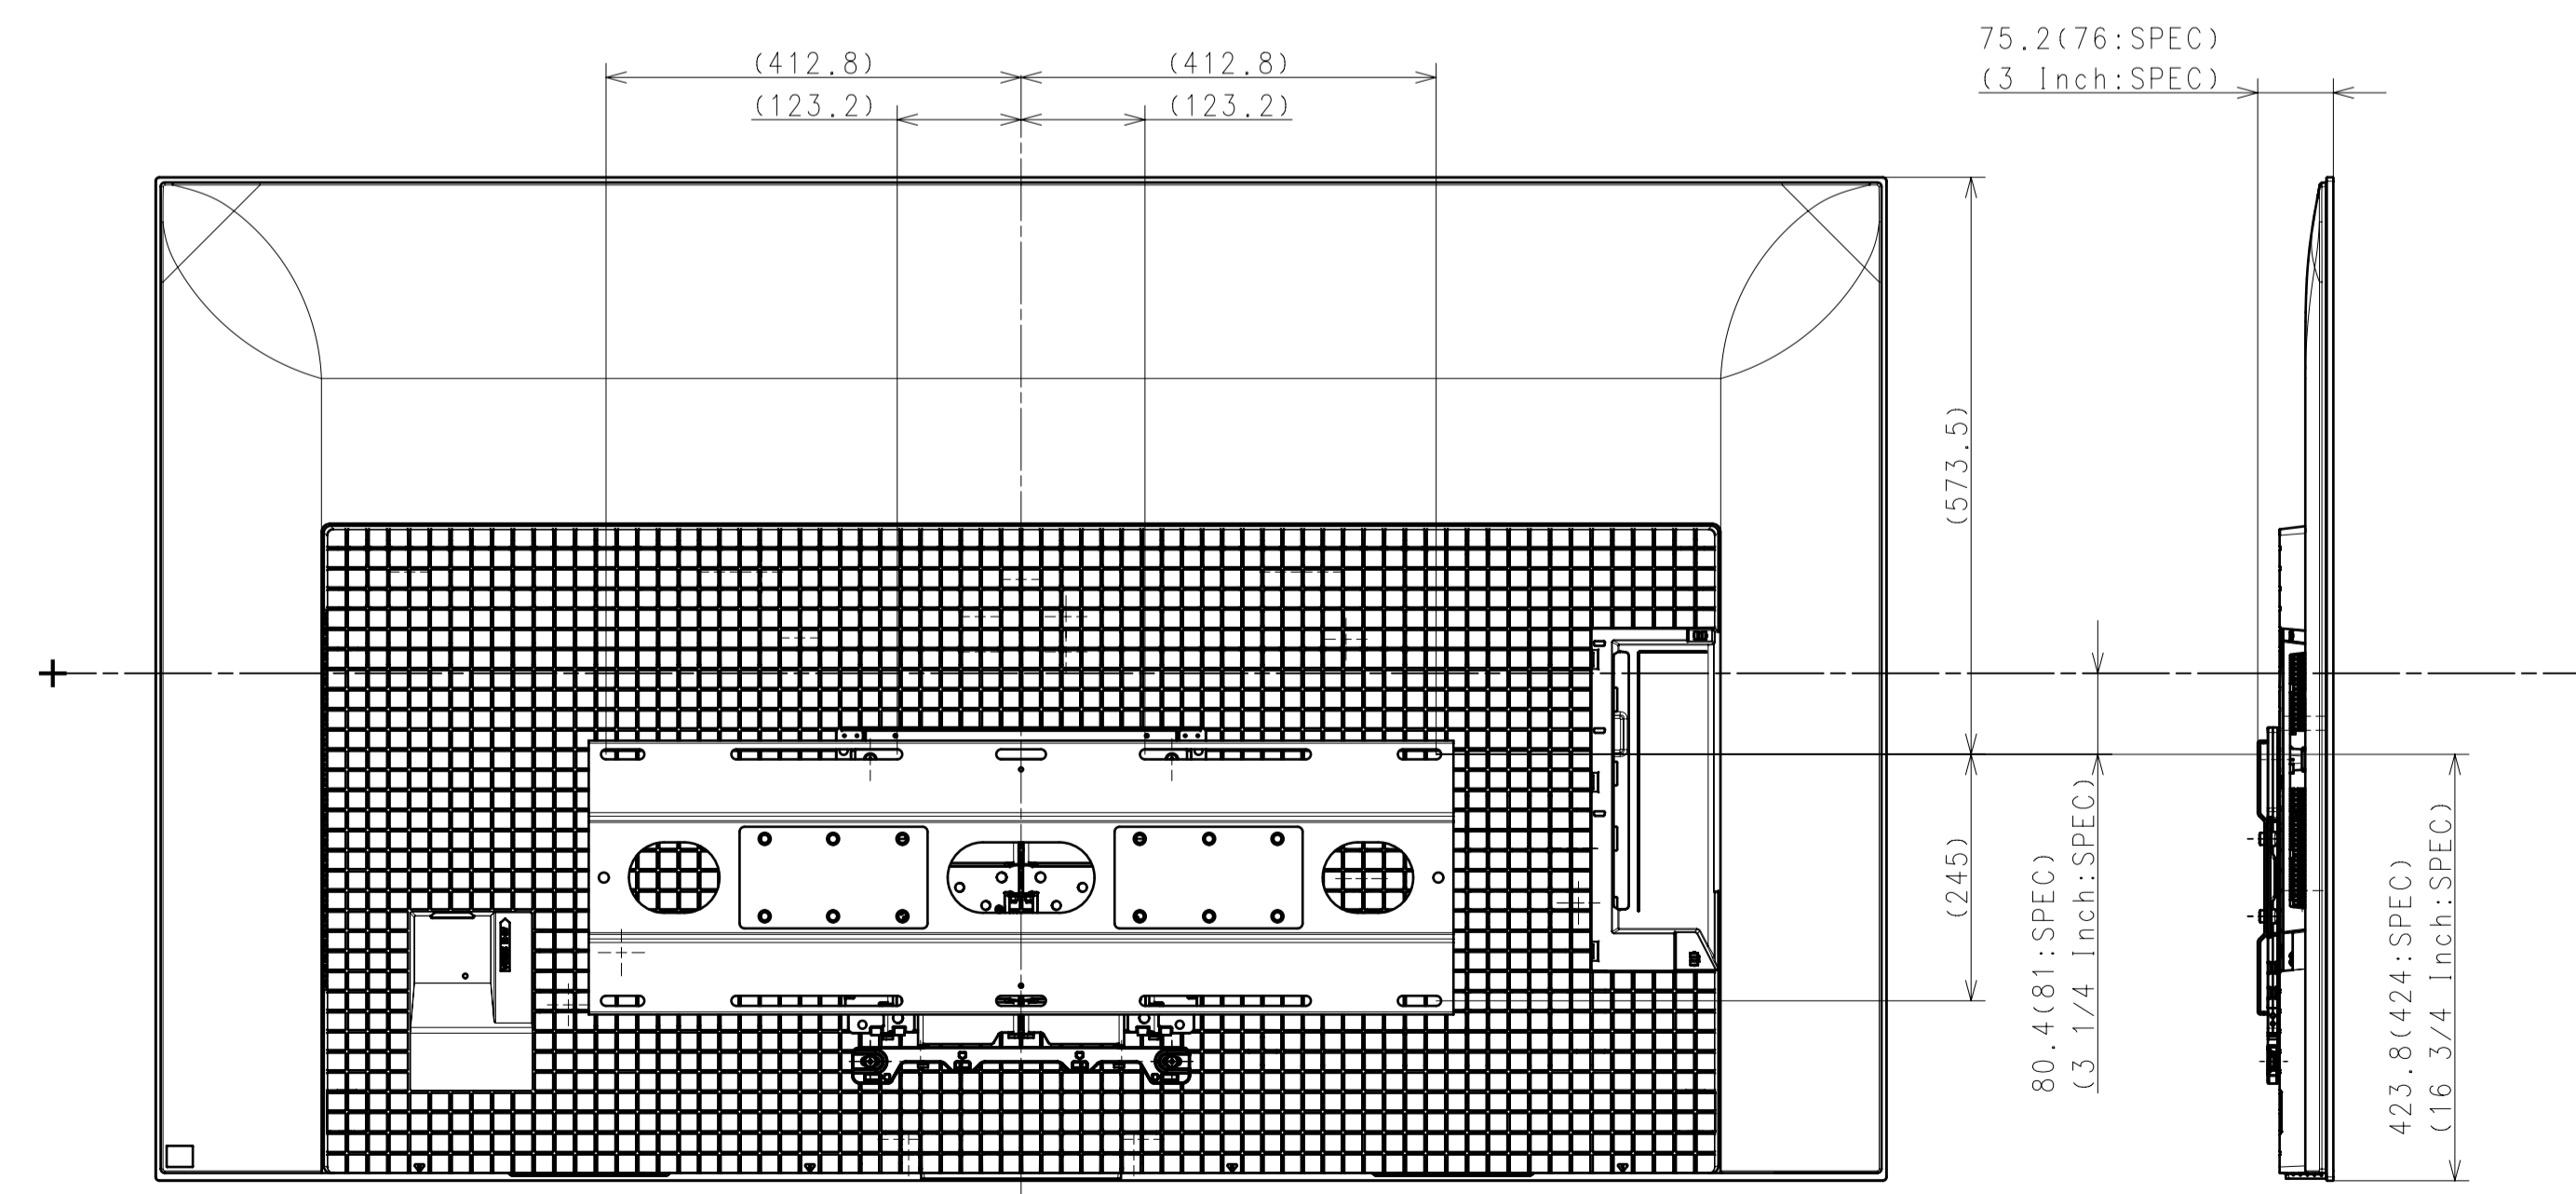 75.2(76:SPEC)
(3 Inch:SPEC)
(412.8)
(412.8)
(123.2)
(123.2)
(573.5)
(245)
80.4(81:SPEC)
(3 1/4 Inch:SPEC)
423.8(424:SPEC)
(16 3/4 Inch:SPEC)